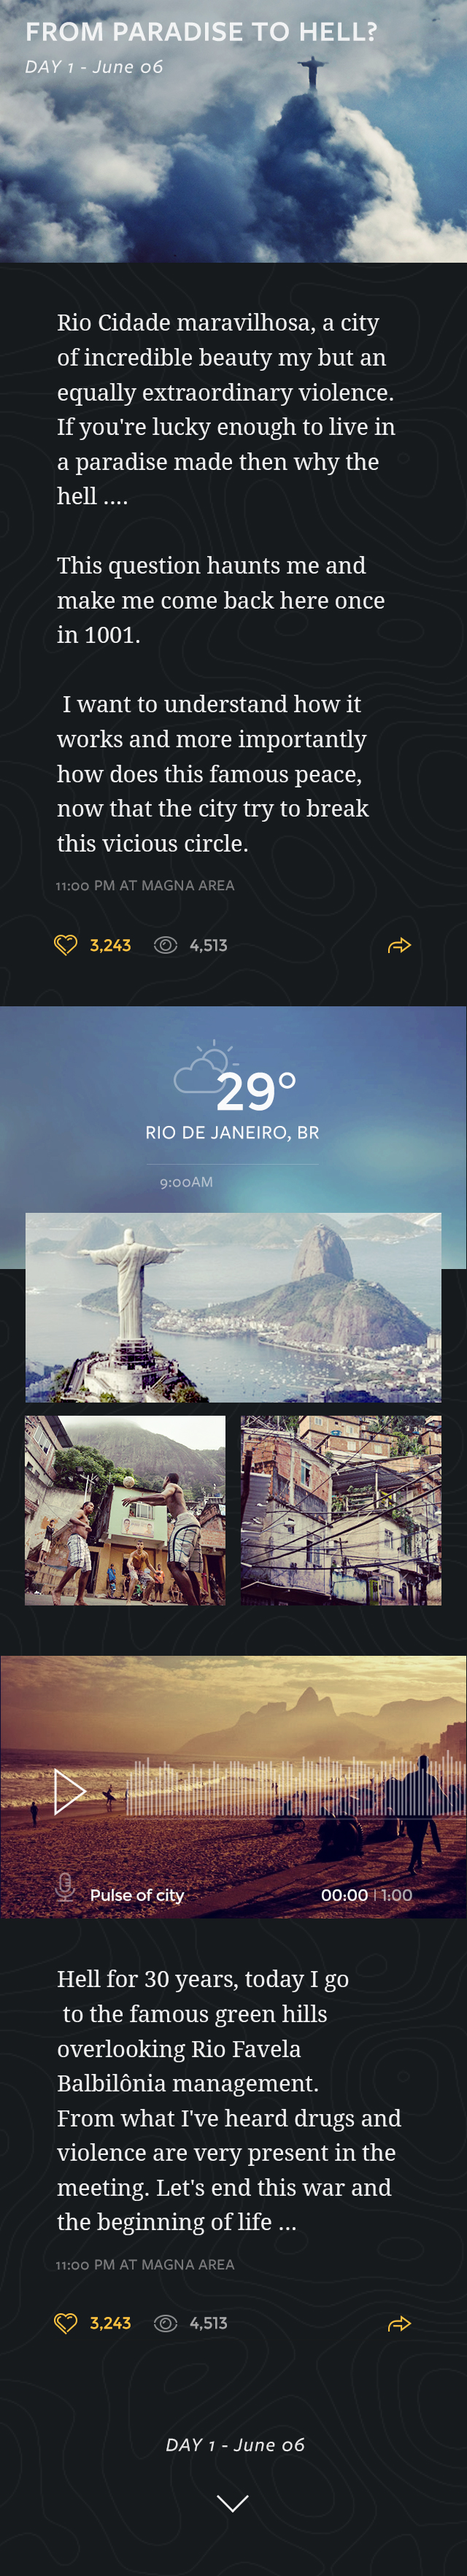 FROM PARADISE TO HELL?
DAY 1 - June 06
Rio Cidade maravilhosa, a city
of incredible beauty my but an
equally extraordinary violence.
If you're lucky enough to live in
a paradise made then why the
hell ....
This question haunts me and
make me come back here once
in 1001.
I want to understand how it
works and more importantly
how does this famous peace,
now that the city try to break
this vicious circle.
11:00 PM AT MAGNA AREA
3,243 4,513
29°
RIO DE JANEIRO, BR
9:00AM
Pulse of city 00:00 | 1:00
Hell for 30 years, today I go
to the famous green hills
overlooking Rio Favela
Balbilônia management.
From what I've heard drugs and
violence are very present in the
meeting. Let's end this war and
the beginning of life ...
11:00 PM AT MAGNA AREA
3,243 4,513
DAY 1 - June 06